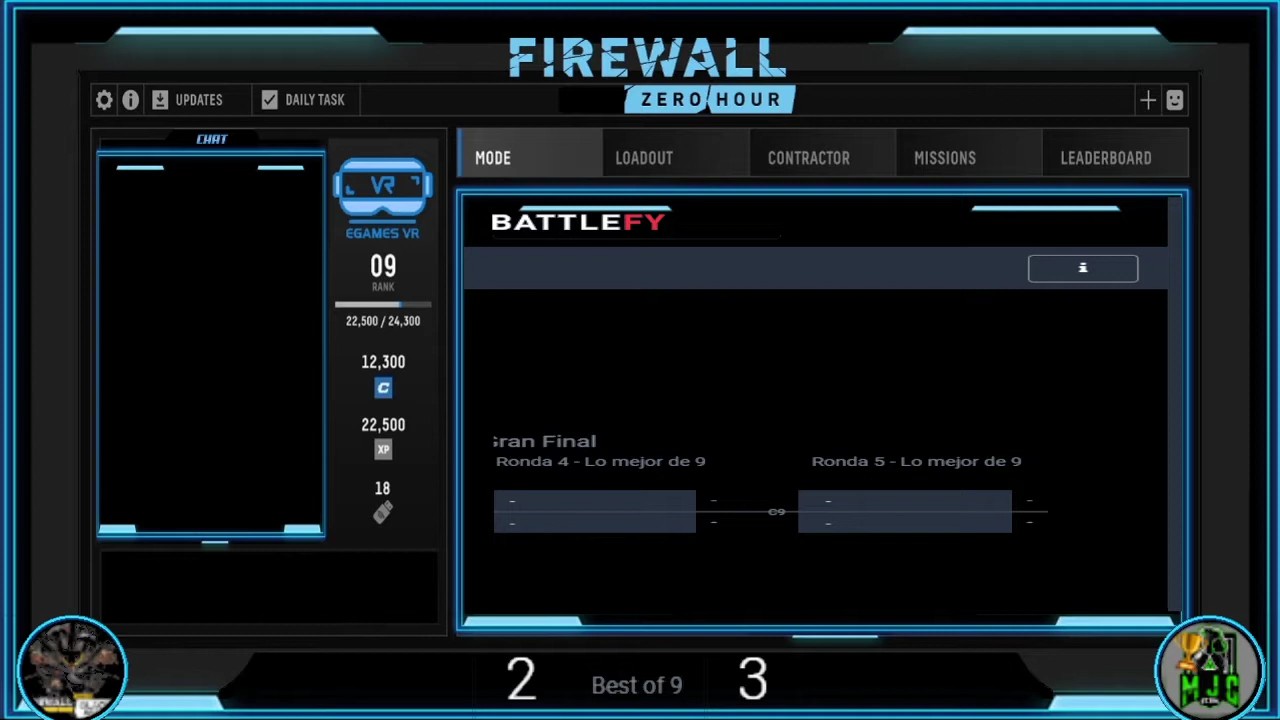 FIREWALL
ZERO HOUR
UPDATES
DAILY TASK
CHAT
MODE
LOADOUT
CONTRACTOR
MISSIONS
LEADERBOARD
VR
EGAMES VR
09
RANK
22,500 / 24,300
12,300
C
22,500
XP
18
BATTLEFY
Gran Final
Ronda 4 - Lo mejor de 9
Ronda 5 - Lo mejor de 9
-
-
-
-
C9
-
-
-
-
2
Best of 9
3
MJC